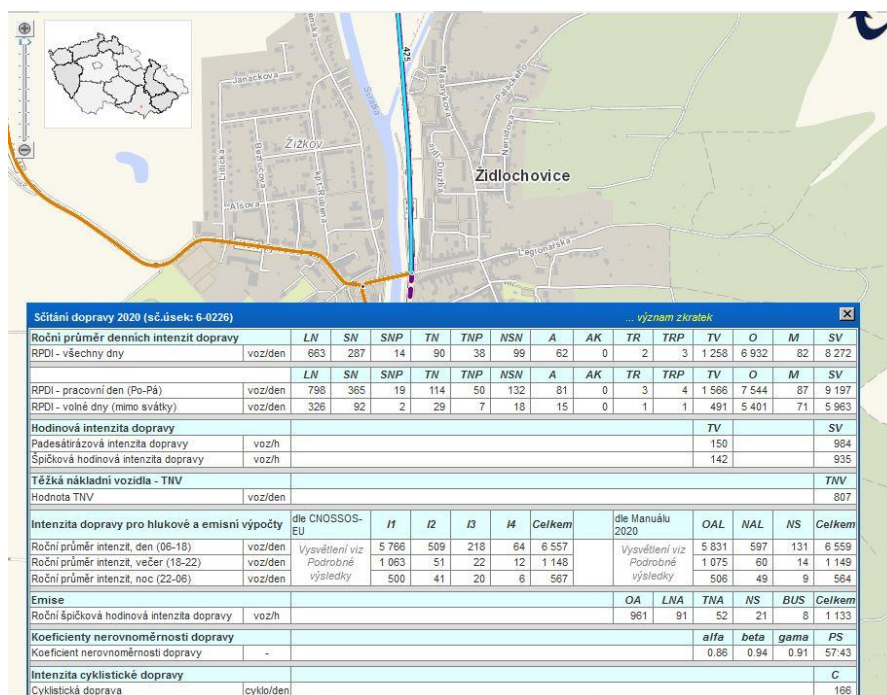 425
Svratka
Janáčkova
Masarykova
Palackého
Nerudova
nám. Družba
Žižkov
Lidická
Bezručova
kpt. Rubena
Alšova
Židlochovice
Legionářská
Sčítání dopravy 2020 (sč.úsek: 6-0226) ... význam zkratek
Roční průměr denních intenzit dopravy LN SN SNP TN TNP NSN A AK TR TRP TV O M SV
RPDI - všechny dny voz/den 663 287 14 90 38 99 62 0 2 3 1 258 6 932 82 8 272
LN SN SNP TN TNP NSN A AK TR TRP TV O M SV
RPDI - pracovní den (Po-Pá) voz/den 798 365 19 114 50 132 81 0 3 4 1 566 7 544 87 9 197
RPDI - volné dny (mimo svátky) voz/den 326 92 2 29 7 18 15 0 1 1 491 5 401 71 5 963
Hodinová intenzita dopravy TV SV
Padesátirázová intenzita dopravy voz/h 150 984
Špičková hodinová intenzita dopravy voz/h 142 935
Těžká nákladní vozidla - TNV TNV
Hodnota TNV voz/den 807
Intenzita dopravy pro hlukové a emisní výpočty dle CNOSSOS-EU I1 I2 I3 I4 Celkem dle Manuálu 2020 OAL NAL NS Celkem
Roční průměr intenzit, den (06-18) voz/den Vysvětlení viz 5 766 509 218 64 6 557 Vysvětlení viz 5 831 597 131 6 559
Roční průměr intenzit, večer (18-22) voz/den Podrobné 1 063 51 22 12 1 148 Podrobné 1 075 60 14 1 149
Roční průměr intenzit, noc (22-06) voz/den výsledky 500 41 20 6 567 výsledky 506 49 9 564
Emise OA LNA TNA NS BUS Celkem
Roční špičková hodinová intenzita dopravy voz/h 961 91 52 21 8 1 133
Koeficienty nerovnoměrnosti dopravy alfa beta gama PS
Koeficient nerovnoměrnosti dopravy - 0.86 0.94 0.91 57:43
Intenzita cyklistické dopravy C
Cyklistická doprava cyklo/den 166